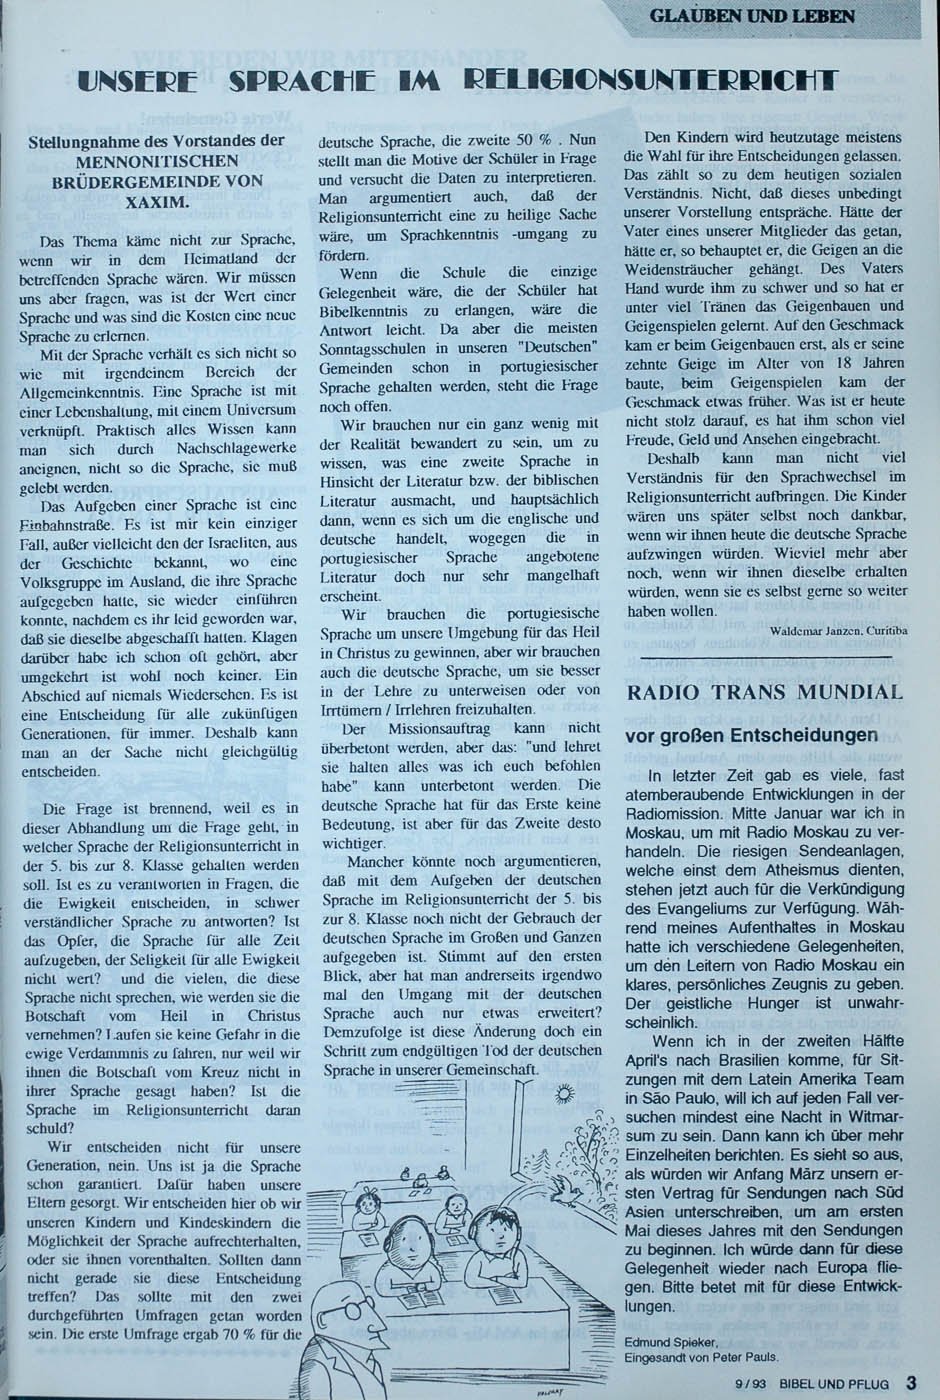 GLAUBEN UND LEBEN
UNSERE SPRACHE IM RELIGIONSUNTERRICHT
Stellungnahme des Vorstandes der
MENNONITISCHEN
BRÜDERGEMEINDE VON
XAXIM.
Das Thema käme nicht zur Sprache,
wenn wir in dem Heimatland der
betreffenden Sprache wären. Wir müssen
uns aber fragen, was ist der Wert einer
Sprache und was sind die Kosten eine neue
Sprache zu erlernen.
Mit der Sprache verhält es sich nicht so
wie mit irgendeinem Bereich der
Allgemeinkenntnis. Eine Sprache ist mit
einer Lebenshaltung, mit einem Universum
verknüpft. Praktisch alles Wissen kann
man sich durch Nachschlagewerke
aneignen, nicht so die Sprache, sie muß
gelebt werden.
Das Aufgeben einer Sprache ist eine
Einbahnstraße. Es ist mir kein einziger
Fall, außer vielleicht den der Israeliten, aus
der Geschichte bekannt, wo eine
Volksgruppe im Ausland, die ihre Sprache
aufgegeben hatte, sie wieder einführen
konnte, nachdem es ihr leid geworden war,
daß sie dieselbe abgeschafft hatten. Klagen
darüber habe ich schon oft gehört, aber
umgekehrt ist wohl noch keiner. Ein
Abschied auf niemals Wiedersehen. Es ist
eine Entscheidung für alle zukünftigen
Generationen, für immer. Deshalb kann
man an der Sache nicht gleichgültig
entscheiden.
Die Frage ist brennend, weil es in
dieser Abhandlung um die Frage geht, in
welcher Sprache der Religionsunterricht in
der 5. bis zur 8. Klasse gehalten werden
soll. Ist es zu verantworten in Fragen, die
die Ewigkeit entscheiden, in schwer
verständlicher Sprache zu antworten? Ist
das Opfer, die Sprache für alle Zeit
aufzugeben, der Seligkeit für alle Ewigkeit
nicht wert? und die vielen, die diese
Sprache nicht sprechen, wie werden sie die
Botschaft vom Heil in Christus
vernehmen? Laufen sie keine Gefahr in die
ewige Verdammnis zu fahren, nur weil wir
ihnen die Botschaft vom Kreuz nicht in
ihrer Sprache gesagt haben? Ist die
Sprache im Religionsunterricht daran
schuld?
Wir entscheiden nicht für unsere
Generation, nein. Uns ist ja die Sprache
schon garantiert. Dafür haben unsere
Eltern gesorgt. Wir entscheiden hier ob wir
unseren Kindern und Kindeskindern die
Möglichkeit der Sprache aufrechterhalten,
oder sie ihnen vorenthalten. Sollten dann
nicht gerade sie diese Entscheidung
treffen? Das sollte mit den zwei
durchgeführten Umfragen getan worden
sein. Die erste Umfrage ergab 70 % für die
deutsche Sprache, die zweite 50 % . Nun
stellt man die Motive der Schüler in Frage
und versucht die Daten zu interpretieren.
Man argumentiert auch, daß der
Religionsunterricht eine zu heilige Sache
wäre, um Sprachkenntnis -umgang zu
fördern.
Wenn die Schule die einzige
Gelegenheit wäre, die der Schüler hat
Bibelkenntnis zu erlangen, wäre die
Antwort leicht. Da aber die meisten
Sonntagsschulen in unseren "Deutschen"
Gemeinden schon in portugiesischer
Sprache gehalten werden, steht die Frage
noch offen.
Wir brauchen nur ein ganz wenig mit
der Realität bewandert zu sein, um zu
wissen, was eine zweite Sprache in
Hinsicht der Literatur bzw. der biblischen
Literatur ausmacht, und hauptsächlich
dann, wenn es sich um die englische und
deutsche handelt, wogegen die in
portugiesischer Sprache angebotene
Literatur doch nur sehr mangelhaft
erscheint.
Wir brauchen die portugiesische
Sprache um unsere Umgebung für das Heil
in Christus zu gewinnen, aber wir brauchen
auch die deutsche Sprache, um sie besser
in der Lehre zu unterweisen oder von
Irrtümern / Irrlehren freizuhalten.
Der Missionsauftrag kann nicht
überbetont werden, aber das: "und lehret
sie halten alles was ich euch befohlen
habe" kann unterbetont werden. Die
deutsche Sprache hat für das Erste keine
Bedeutung, ist aber für das Zweite desto
wichtiger.
Mancher könnte noch argumentieren,
daß mit dem Aufgeben der deutschen
Sprache im Religionsunterricht der 5. bis
zur 8. Klasse noch nicht der Gebrauch der
deutschen Sprache im Großen und Ganzen
aufgegeben ist. Stimmt auf den ersten
Blick, aber hat man andrerseits irgendwo
mal den Umgang mit der deutschen
Sprache auch nur etwas erweitert?
Demzufolge ist diese Änderung doch ein
Schritt zum endgültigen Tod der deutschen
Sprache in unserer Gemeinschaft.
Den Kindern wird heutzutage meistens
die Wahl für ihre Entscheidungen gelassen.
Das zählt so zu dem heutigen sozialen
Verständnis. Nicht, daß dieses unbedingt
unserer Vorstellung entspräche. Hätte der
Vater eines unserer Mitglieder das getan,
hätte er, so behauptet er, die Geigen an die
Weidensträucher gehängt. Des Vaters
Hand wurde ihm zu schwer und so hat er
unter viel Tränen das Geigenbauen und
Geigenspielen gelernt. Auf den Geschmack
kam er beim Geigenbauen erst, als er seine
zehnte Geige im Alter von 18 Jahren
baute, beim Geigenspielen kam der
Geschmack etwas früher. Was ist er heute
nicht stolz darauf, es hat ihm schon viel
Freude, Geld und Ansehen eingebracht.
Deshalb kann man nicht viel
Verständnis für den Sprachwechsel im
Religionsunterricht aufbringen. Die Kinder
wären uns später selbst noch dankbar,
wenn wir ihnen heute die deutsche Sprache
aufzwingen würden. Wieviel mehr aber
noch, wenn wir ihnen dieselbe erhalten
würden, wenn sie es selbst gerne so weiter
haben wollen.
Waldemar Janzen, Curitiba
RADIO TRANS MUNDIAL
vor großen Entscheidungen
In letzter Zeit gab es viele, fast
atemberaubende Entwicklungen in der
Radiomission. Mitte Januar war ich in
Moskau, um mit Radio Moskau zu ver-
handeln. Die riesigen Sendeanlagen,
welche einst dem Atheismus dienten,
stehen jetzt auch für die Verkündigung
des Evangeliums zur Verfügung. Wäh-
rend meines Aufenthaltes in Moskau
hatte ich verschiedene Gelegenheiten,
um den Leitern von Radio Moskau ein
klares, persönliches Zeugnis zu geben.
Der geistliche Hunger ist unwahr-
scheinlich.
Wenn ich in der zweiten Hälfte
April's nach Brasilien komme, für Sit-
zungen mit dem Latein Amerika Team
in São Paulo, will ich auf jeden Fall ver-
suchen mindest eine Nacht in Witmar-
sum zu sein. Dann kann ich über mehr
Einzelheiten berichten. Es sieht so aus,
als würden wir Anfang März unsern er-
sten Vertrag für Sendungen nach Süd
Asien unterschreiben, um am ersten
Mai dieses Jahres mit den Sendungen
zu beginnen. Ich würde dann für diese
Gelegenheit wieder nach Europa flie-
gen. Bitte betet mit für diese Entwick-
lungen.
Edmund Spieker,
Eingesandt von Peter Pauls.
9/93 BIBEL UND PFLUG 3